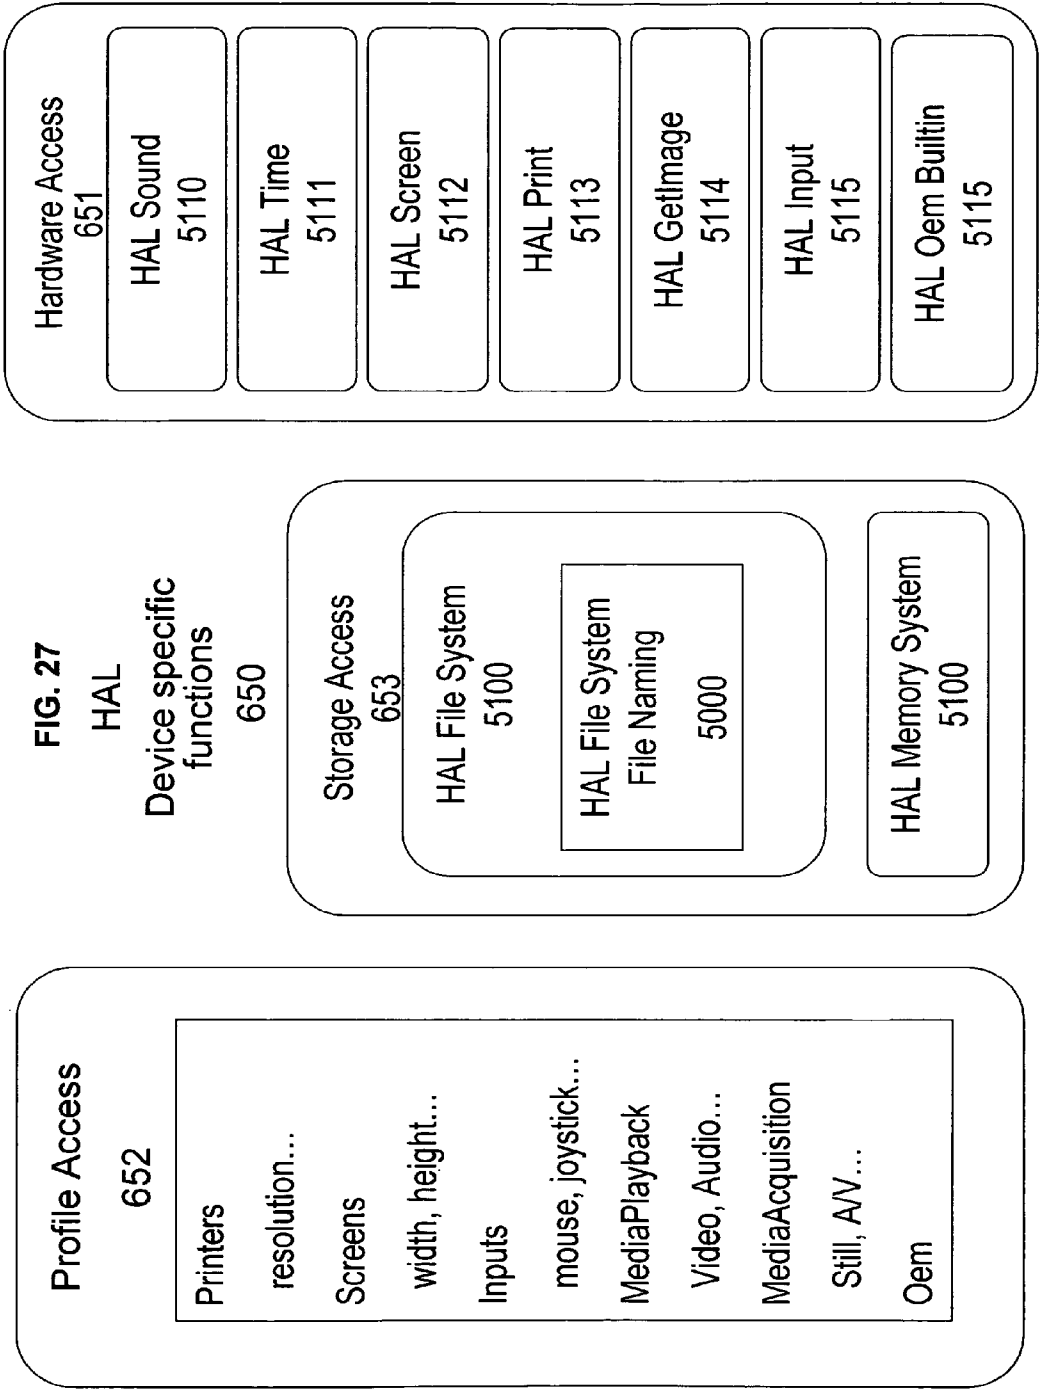 FIG. 27
HAL
Device specific
functions
650
Profile Access
652
Printers
resolution...
Screens
width, height...
Inputs
mouse, joystick...
MediaPlayback
Video, Audio...
MediaAcquisition
Still, A/V...
Oem
Storage Access
653
HAL File System
5100
HAL File System
File Naming
5000
HAL Memory System
5100
Hardware Access
651
HAL Sound
5110
HAL Time
5111
HAL Screen
5112
HAL Print
5113
HAL GetImage
5114
HAL Input
5115
HAL Oem Builtin
5115